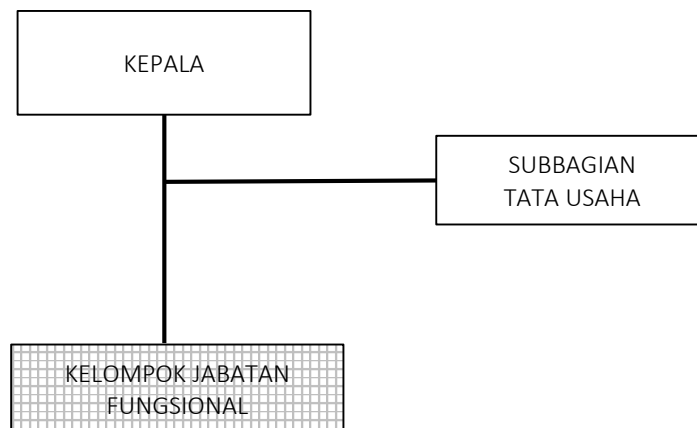 KEPALA
SUBBAGIAN
TATA USAHA
KELOMPOK JABATAN
FUNGSIONAL